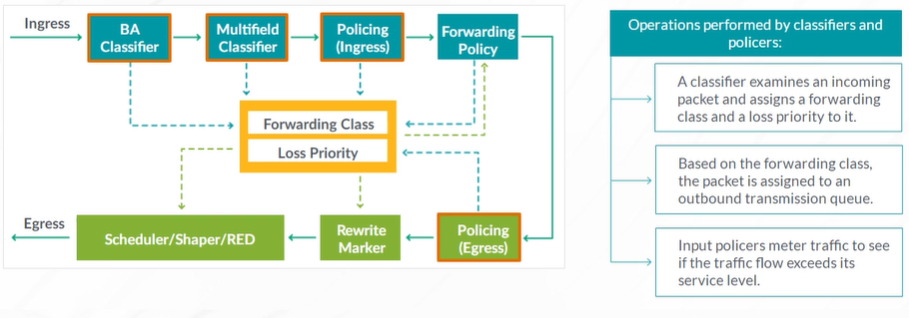 Ingress
BA
Classifier
Multifield
Classifier
Policing
(Ingress)
Forwarding
Policy
Forwarding Class
Loss Priority
Egress
Scheduler/Shaper/RED
Rewrite
Marker
Policing
(Egress)
Operations performed by classifiers and
policers:
A classifier examines an incoming
packet and assigns a forwarding
class and a loss priority to it.
Based on the forwarding class,
the packet is assigned to an
outbound transmission queue.
Input policers meter traffic to see
if the traffic flow exceeds its
service level.